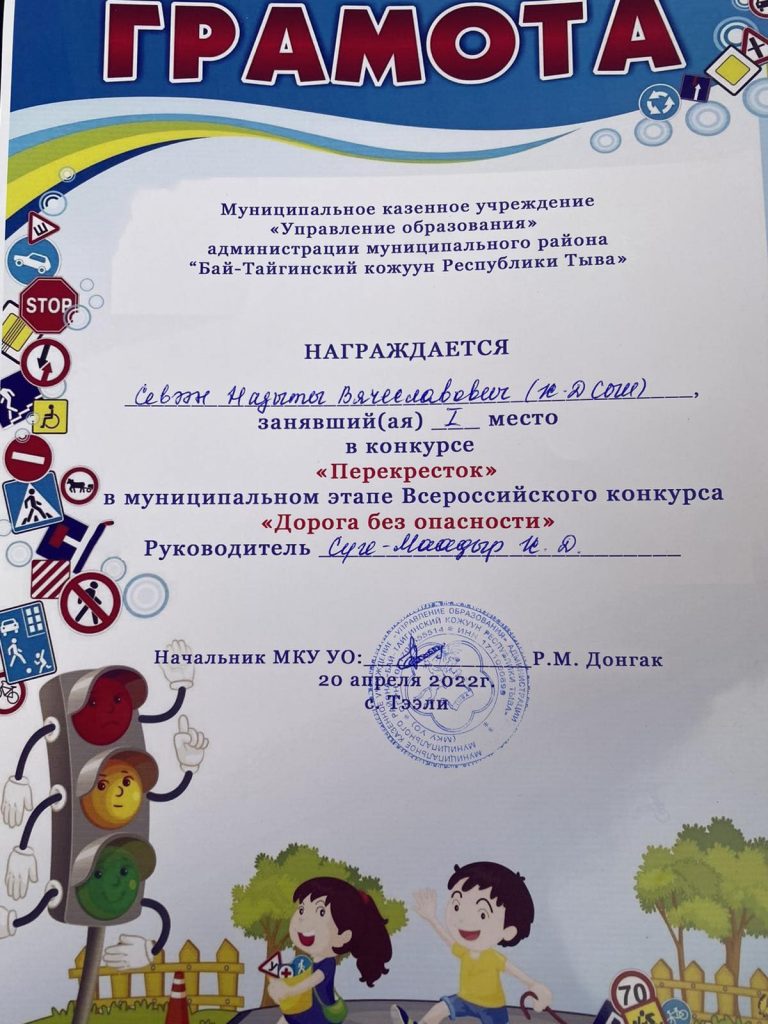 ГРАМОТА
Муниципальное казенное учреждение
«Управление образования»
администрации муниципального района
“Бай-Тайгинский кожуун Республики Тыва»
НАГРАЖДАЕТСЯ
Севээн Надыты Вячеславович (К-Д СОШ),
занявший(ая) I место
в конкурсе
«Перекресток»
в муниципальном этапе Всероссийского конкурса
«Дорога без опасности»
Руководитель Суге-Маадыр К. Д.
Начальник МКУ УО: Р.М. Донгак
20 апреля 2022г.
с. Тээли
STOP
70